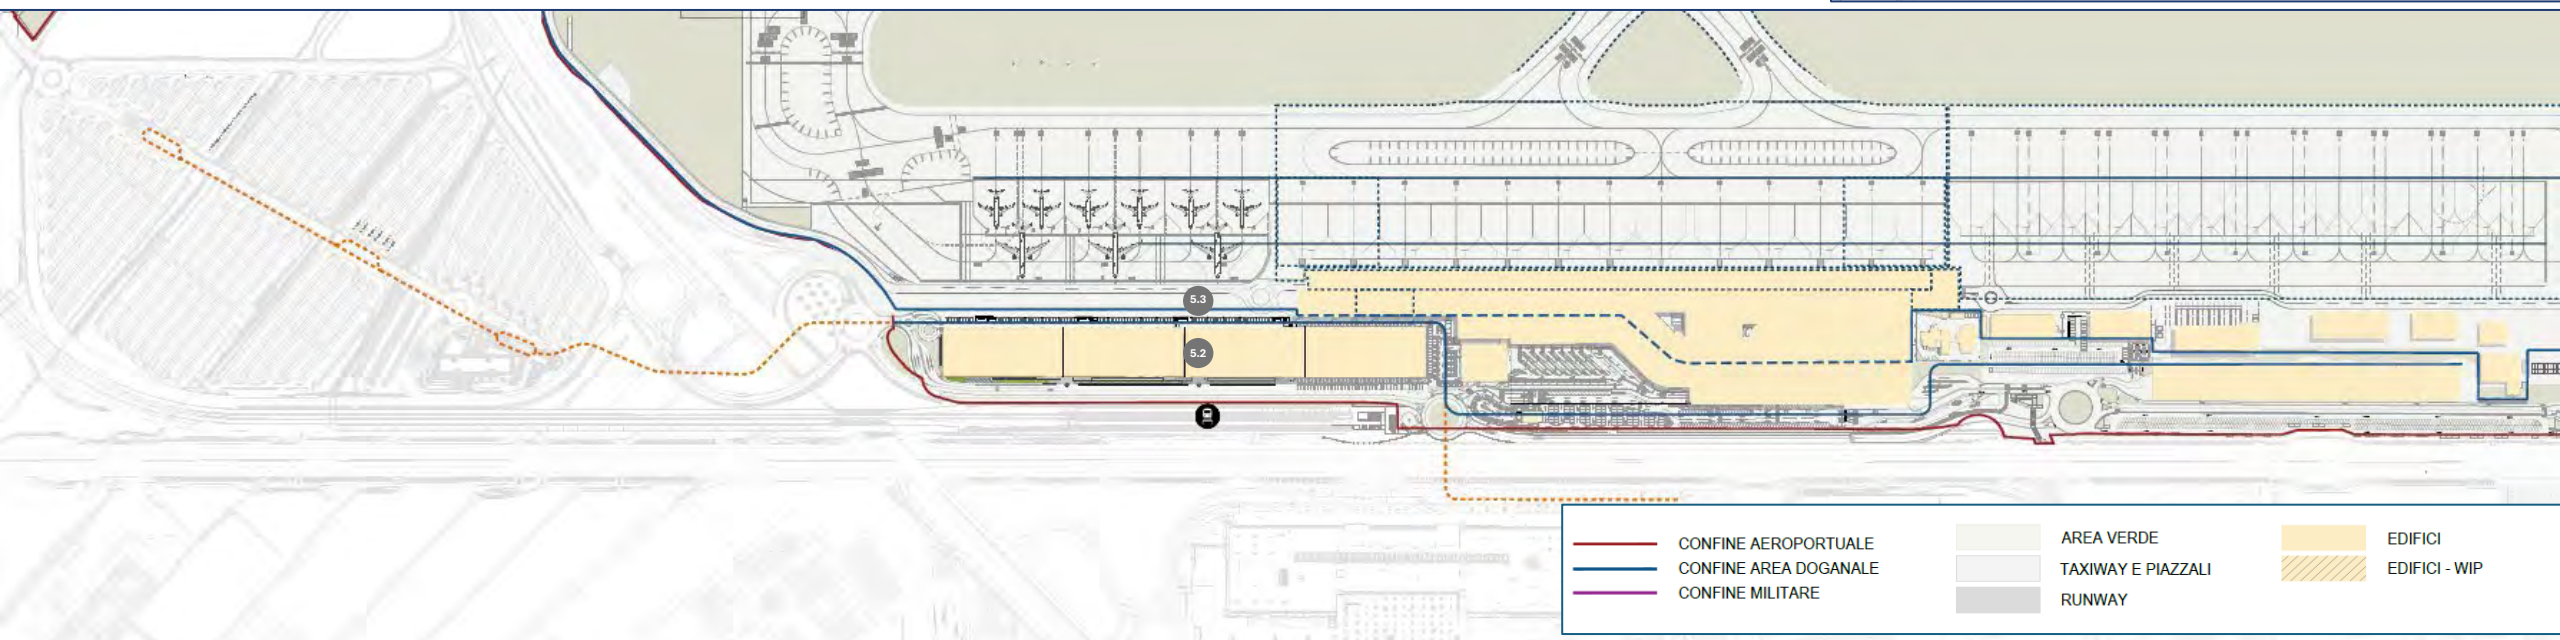 5.3
5.2
CONFINE AEROPORTUALE
CONFINE AREA DOGANALE
CONFINE MILITARE
AREA VERDE
TAXIWAY E PIAZZALI
RUNWAY
EDIFICI
EDIFICI - WIP